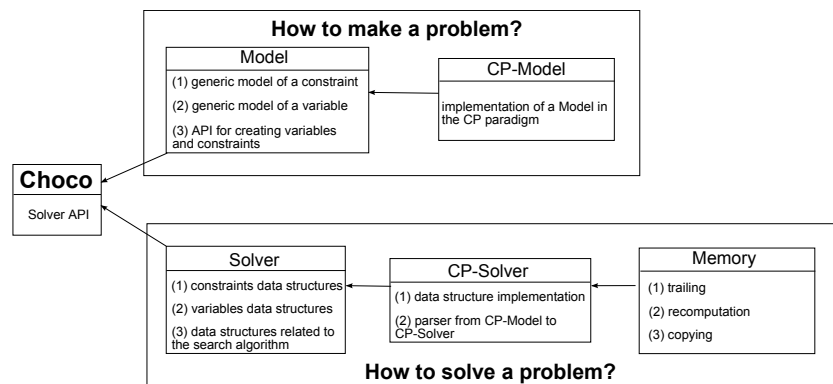 How to make a problem?
Model
(1) generic model of a constraint
(2) generic model of a variable
(3) API for creating variables
and constraints
CP-Model
implementation of a Model in
the CP paradigm
Choco
Solver API
Solver
(1) constraints data structures
(2) variables data structures
(3) data structures related to
the search algorithm
CP-Solver
(1) data structure implementation
(2) parser from CP-Model to
CP-Solver
Memory
(1) trailing
(2) recomputation
(3) copying
How to solve a problem?